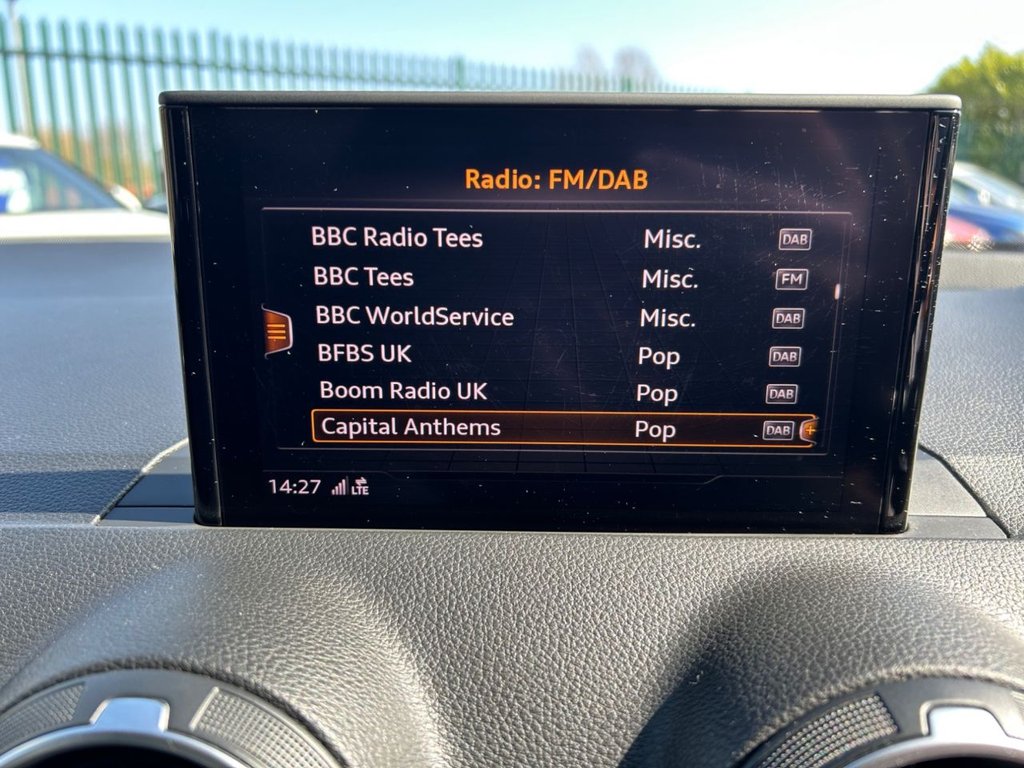 Radio: FM/DAB
BBC Radio Tees Misc. DAB
BBC Tees Misc. FM
BBC WorldService Misc. DAB
BFBS UK Pop DAB
Boom Radio UK Pop DAB
Capital Anthems Pop DAB +
14:27 LTE